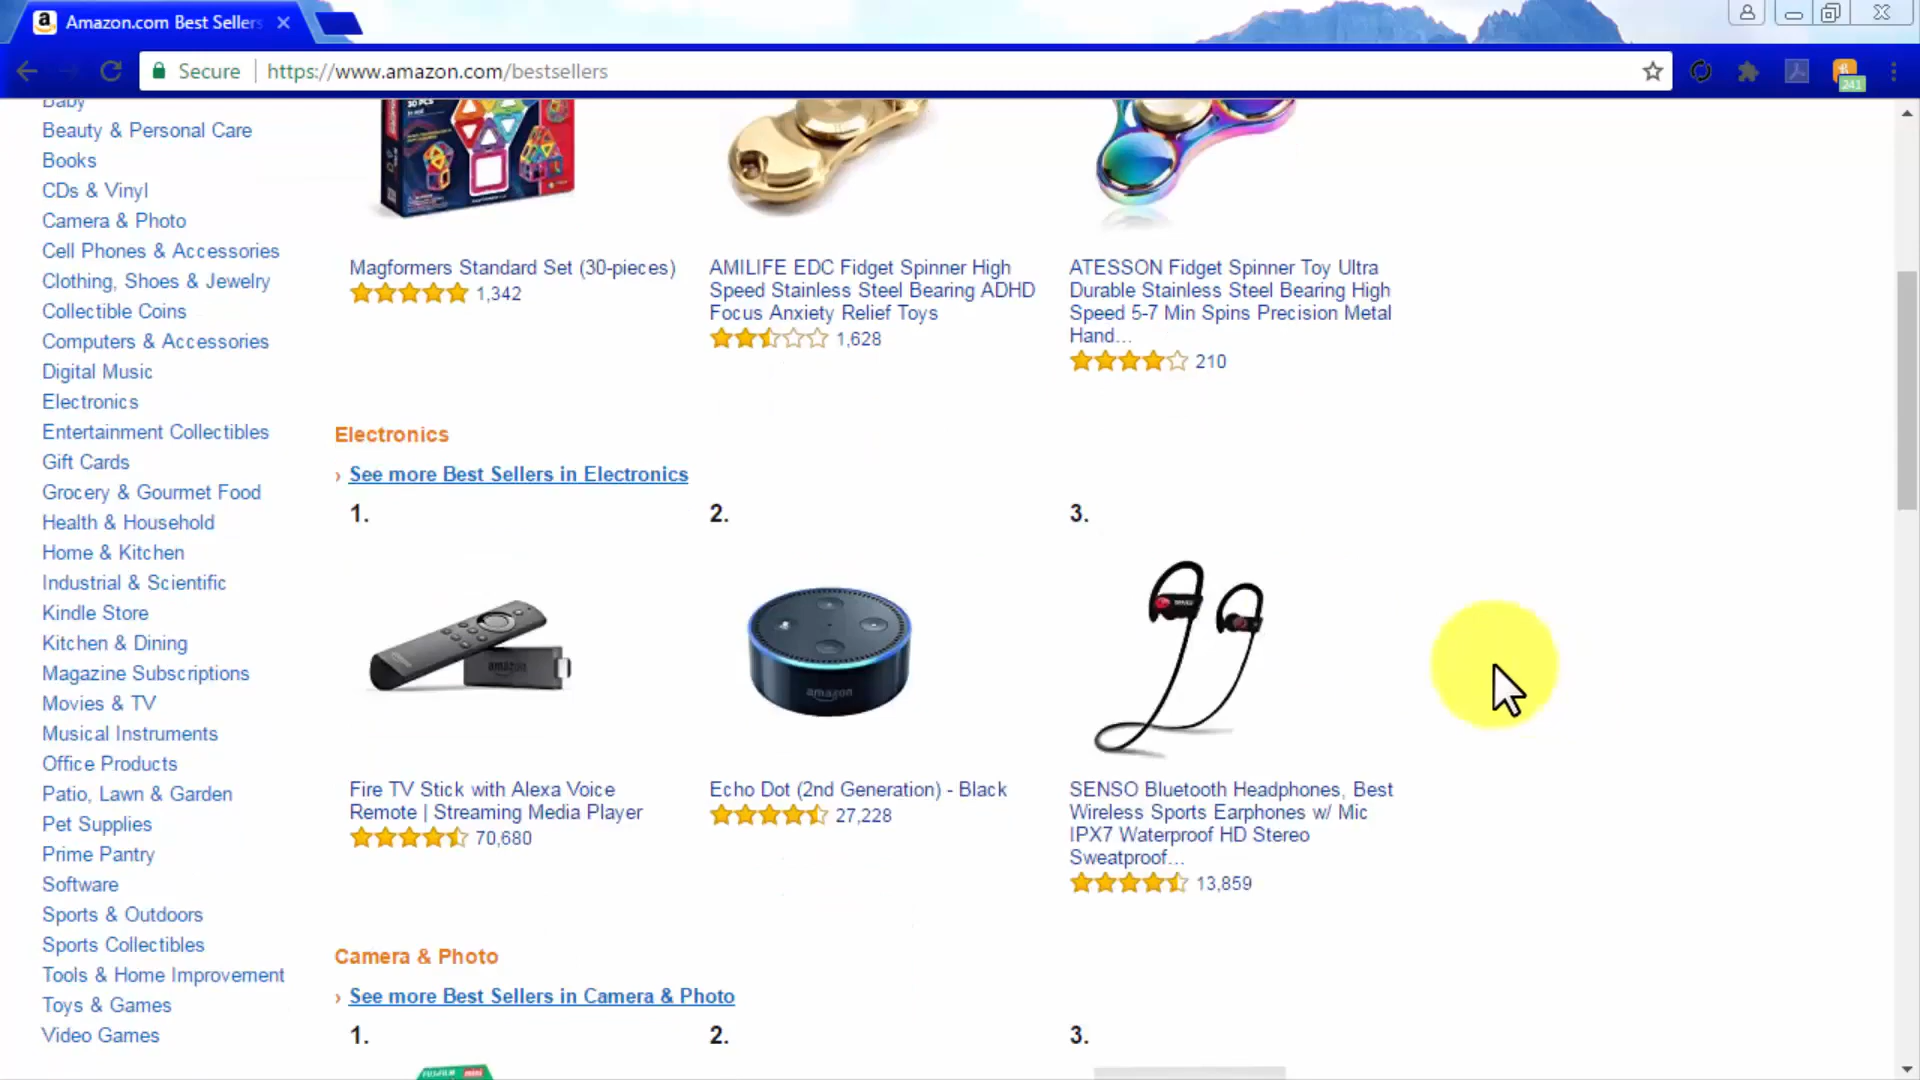 Amazon.com Best Sellers
Secure
https://www.amazon.com/bestsellers
241
Baby
Beauty & Personal Care
Books
CDs & Vinyl
Camera & Photo
Cell Phones & Accessories
Clothing, Shoes & Jewelry
Collectible Coins
Computers & Accessories
Digital Music
Electronics
Entertainment Collectibles
Gift Cards
Grocery & Gourmet Food
Health & Household
Home & Kitchen
Industrial & Scientific
Kindle Store
Kitchen & Dining
Magazine Subscriptions
Movies & TV
Musical Instruments
Office Products
Patio, Lawn & Garden
Pet Supplies
Prime Pantry
Software
Sports & Outdoors
Sports Collectibles
Tools & Home Improvement
Toys & Games
Video Games
30 PCS
Magformers Standard Set (30-pieces)
1,342
AMILIFE EDC Fidget Spinner High
Speed Stainless Steel Bearing ADHD
Focus Anxiety Relief Toys
1,628
ATESSON Fidget Spinner Toy Ultra
Durable Stainless Steel Bearing High
Speed 5-7 Min Spins Precision Metal
Hand...
210
Electronics
› See more Best Sellers in Electronics
1.
2.
3.
amazon
amazon
Fire TV Stick with Alexa Voice
Remote | Streaming Media Player
70,680
Echo Dot (2nd Generation) - Black
27,228
SENSO Bluetooth Headphones, Best
Wireless Sports Earphones w/ Mic
IPX7 Waterproof HD Stereo
Sweatproof...
13,859
Camera & Photo
› See more Best Sellers in Camera & Photo
1.
2.
3.
FUJIFILM mini